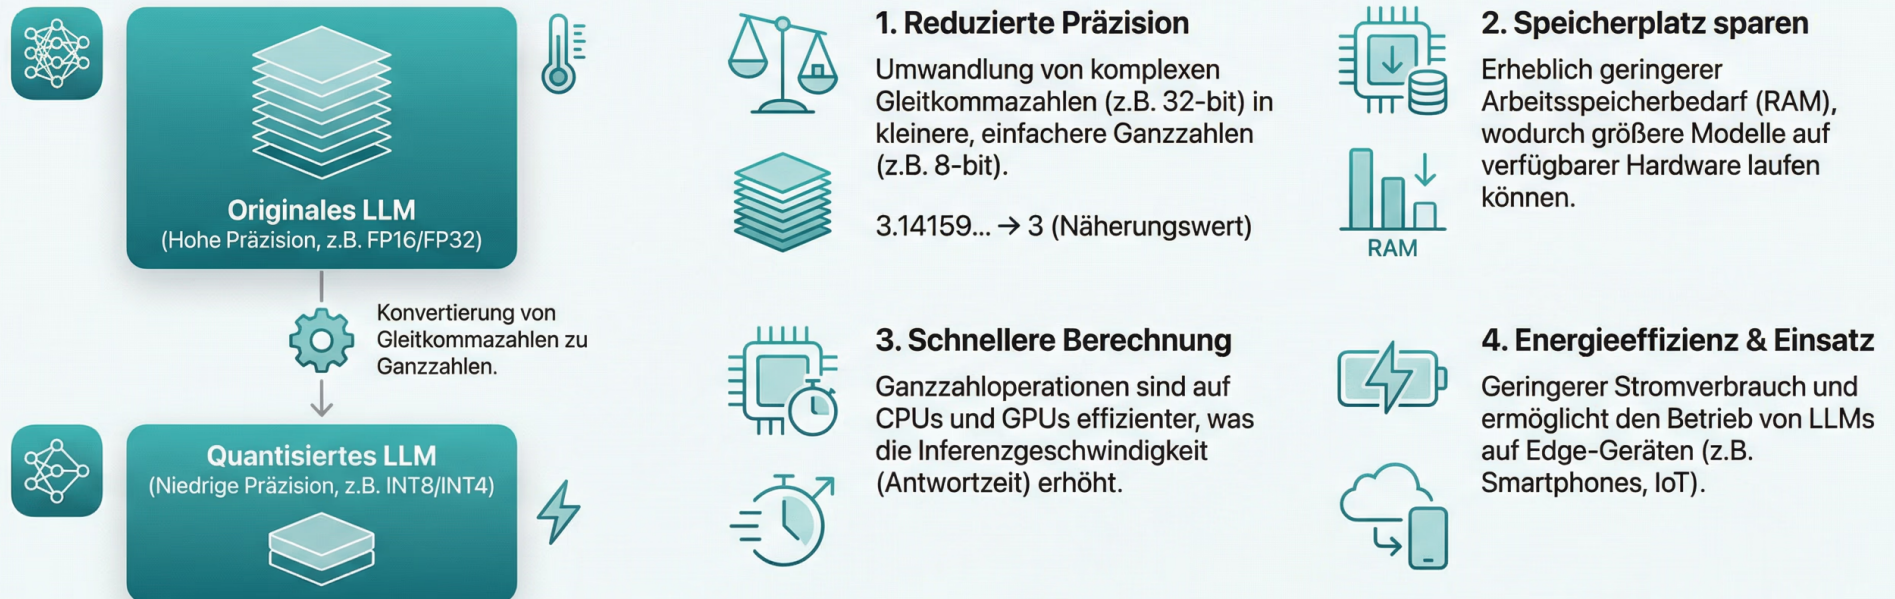 Originales LLM
(Hohe Präzision, z.B. FP16/FP32)
Konvertierung von
Gleitkommazahlen zu
Ganzzahlen.
Quantisiertes LLM
(Niedrige Präzision, z.B. INT8/INT4)
1. Reduzierte Präzision
Umwandlung von komplexen
Gleitkommazahlen (z.B. 32-bit) in
kleinere, einfachere Ganzzahlen
(z.B. 8-bit).
3.14159... → 3 (Näherungswert)
2. Speicherplatz sparen
Erheblich geringerer
Arbeitsspeicherbedarf (RAM),
wodurch größere Modelle auf
verfügbarer Hardware laufen
können.
RAM
3. Schnellere Berechnung
Ganzzahloperationen sind auf
CPUs und GPUs effizienter, was
die Inferenzgeschwindigkeit
(Antwortzeit) erhöht.
4. Energieeffizienz & Einsatz
Geringerer Stromverbrauch und
ermöglicht den Betrieb von LLMs
auf Edge-Geräten (z.B.
Smartphones, IoT).